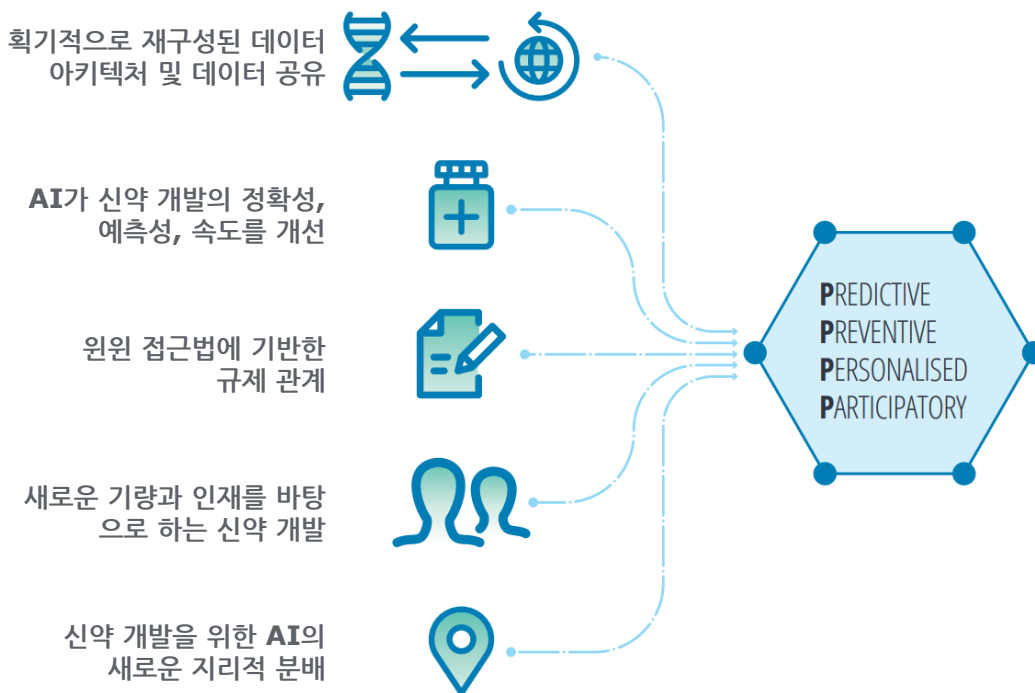 획기적으로 재구성된 데이터
아키텍처 및 데이터 공유
AI가 신약 개발의 정확성,
예측성, 속도를 개선
윈윈 접근법에 기반한
규제 관계
새로운 기량과 인재를 바탕
으로 하는 신약 개발
신약 개발을 위한 AI의
새로운 지리적 분배
PREDICTIVE
PREVENTIVE
PERSONALISED
PARTICIPATORY